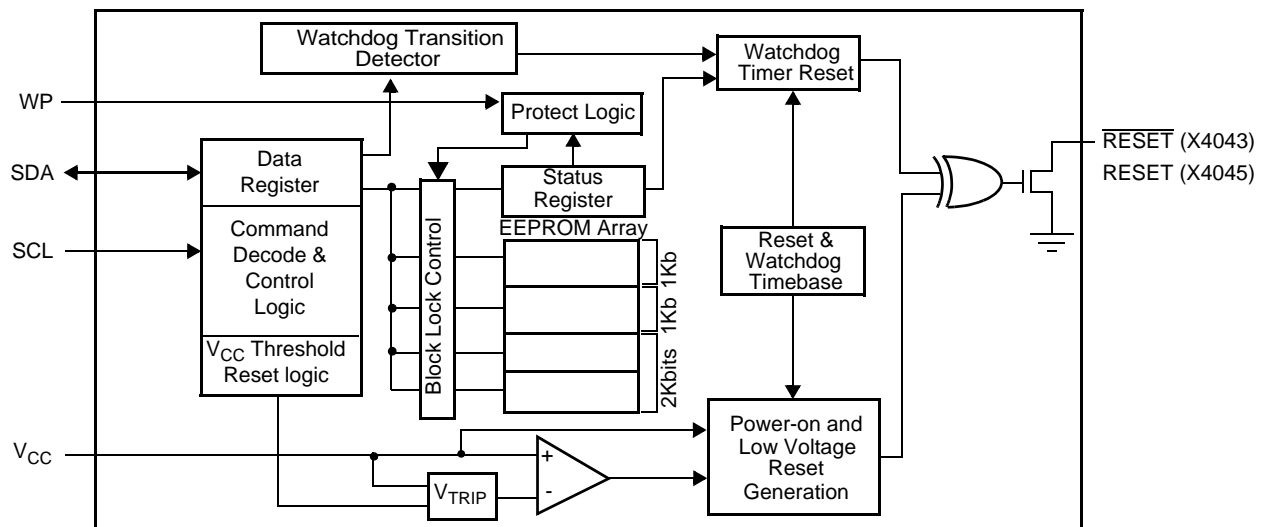 Watchdog Transition
Detector
Watchdog
Timer Reset
WP
Protect Logic
RESET (X4043)
RESET (X4045)
SDA
Data
Register
Status
Register
EEPROM Array
SCL
Command
Decode &
Control
Logic
Block Lock Control
1Kb
1Kb
2Kbits
Reset &
Watchdog
Timebase
VCC Threshold
Reset logic
Power-on and
Low Voltage
Reset
Generation
VCC
+
-
VTRIP